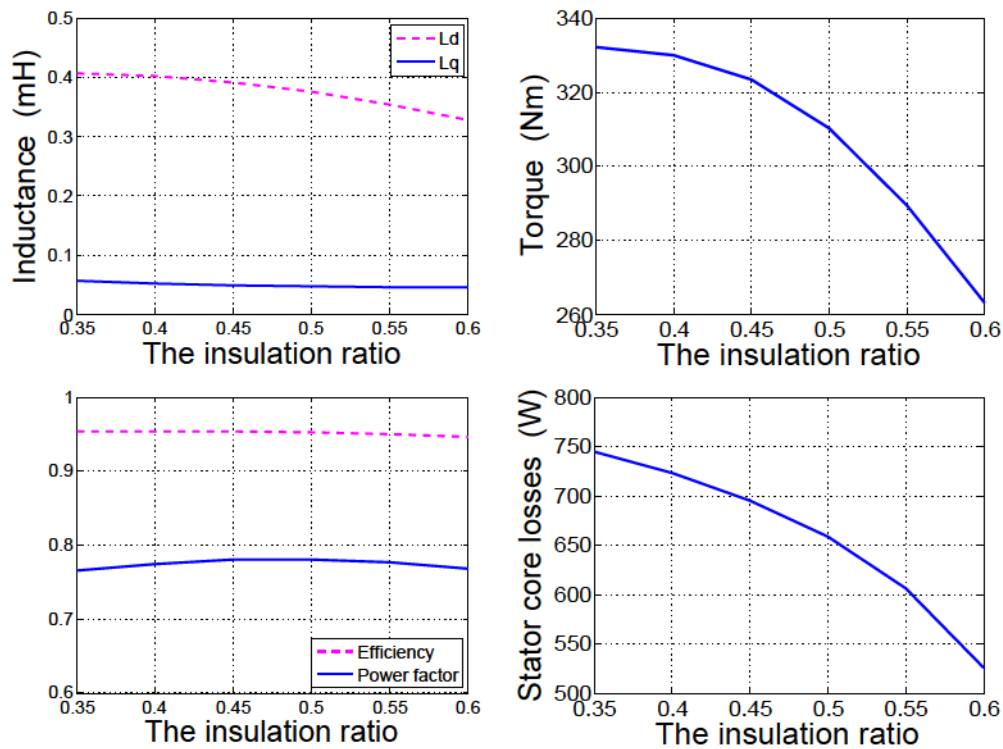 0.5
0.4
0.3
0.2
0.1
0
Inductance (mH)
Ld
Lq
0.35 0.4 0.45 0.5 0.55 0.6
The insulation ratio
340
320
300
280
260
Torque (Nm)
0.35 0.4 0.45 0.5 0.55 0.6
The insulation ratio
1
0.9
0.8
0.7
0.6
Efficiency
Power factor
0.35 0.4 0.45 0.5 0.55 0.6
The insulation ratio
800
750
700
650
600
550
500
Stator core losses (W)
0.35 0.4 0.45 0.5 0.55 0.6
The insulation ratio